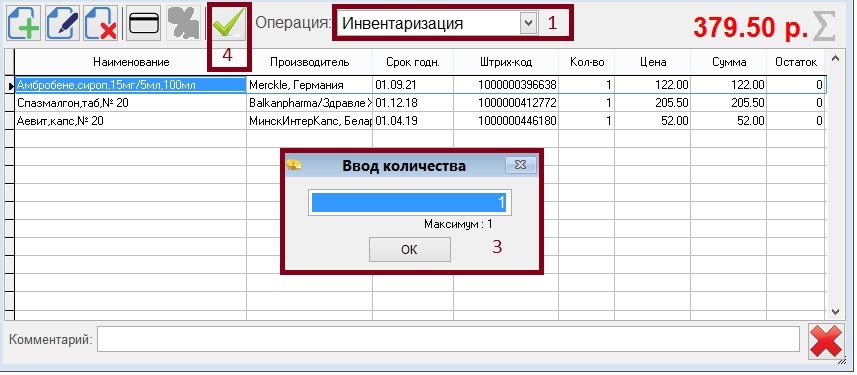 Операция: Инвентаризация 1 379.50 р. Σ
4
Наименование Производитель Срок годн. Штрих-код Кол-во Цена Сумма Остаток
Амбробене,сироп,15мг/5мл,100мл Merckle, Германия 01.09.21 1000000396638 1 122.00 122.00 0
Спазмалгон,таб,№ 20 Balkanpharma/Здравле Х 01.12.18 1000000412772 1 205.50 205.50 0
Аевит,капс,№ 20 МинскИнтерКапс, Белар 01.04.19 1000000446180 1 52.00 52.00 0
Ввод количества
1
Максимум : 1
ОК 3
Комментарий: